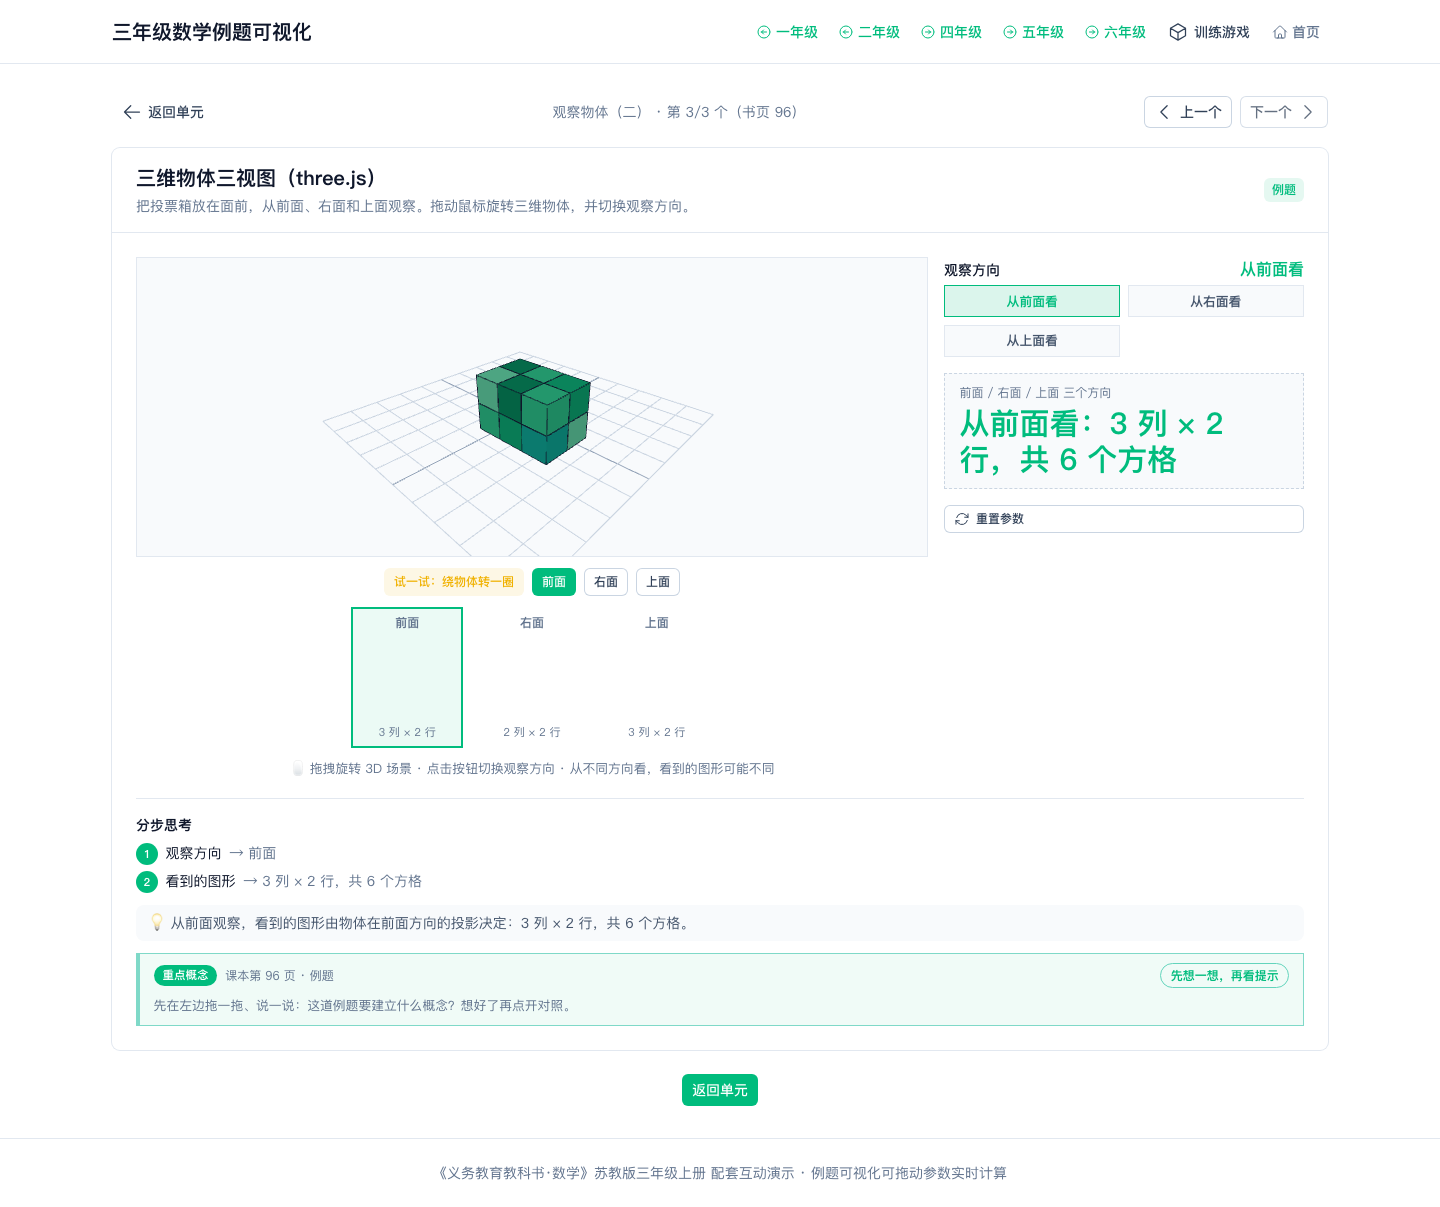 三年级数学例题可视化
一年级 二年级 四年级 五年级 六年级 训练游戏 首页
返回单元
观察物体（二） · 第 3/3 个（书页 96）
上一个 下一个
三维物体三视图（three.js）
把投票箱放在面前，从前面、右面和上面观察。拖动鼠标旋转三维物体，并切换观察方向。
例题
观察方向 从前面看
从前面看 从右面看
从上面看
前面 / 右面 / 上面 三个方向
从前面看：3 列 × 2
行，共 6 个方格
重置参数
试一试：绕物体转一圈 前面 右面 上面
前面 右面 上面
3 列 × 2 行 2 列 × 2 行 3 列 × 2 行
拖拽旋转 3D 场景 · 点击按钮切换观察方向 · 从不同方向看，看到的图形可能不同
分步思考
1 观察方向 → 前面
2 看到的图形 → 3 列 × 2 行，共 6 个方格
从前面观察，看到的图形由物体在前面方向的投影决定：3 列 × 2 行，共 6 个方格。
重点概念 课本第 96 页 · 例题
先想一想，再看提示
先在左边拖一拖、说一说：这道例题要建立什么概念？想好了再点开对照。
返回单元
《义务教育教科书·数学》苏教版三年级上册 配套互动演示 · 例题可视化可拖动参数实时计算